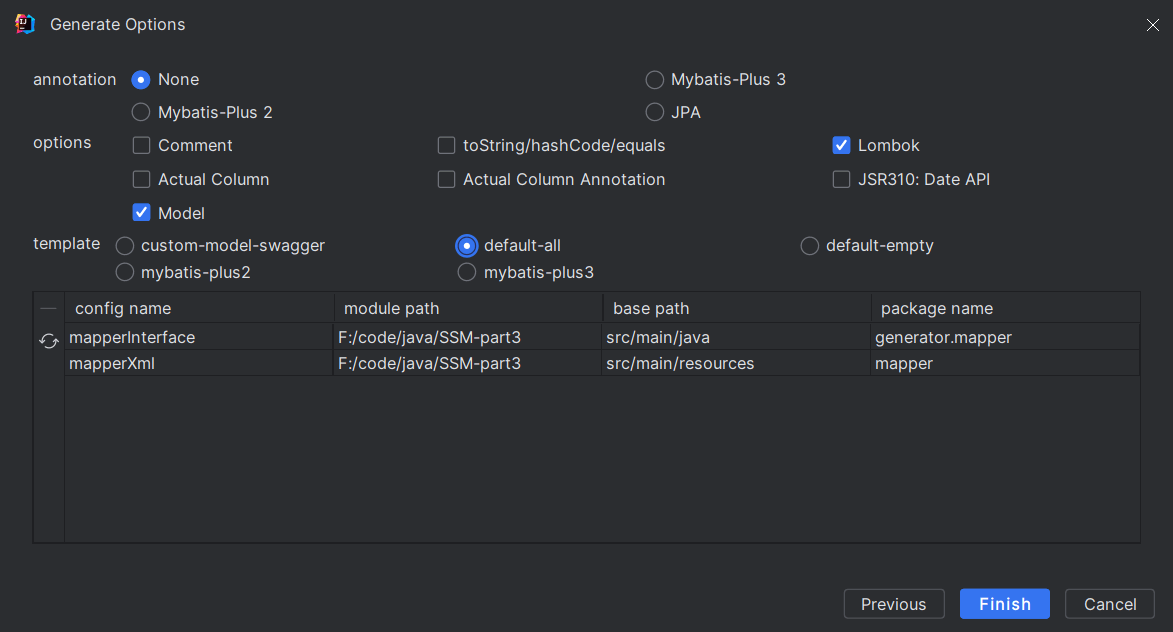 Generate Options
annotation None Mybatis-Plus 3
Mybatis-Plus 2 JPA
options Comment toString/hashCode/equals Lombok
Actual Column Actual Column Annotation JSR310: Date API
Model
template custom-model-swagger default-all default-empty
mybatis-plus2 mybatis-plus3
config name module path base path package name
mapperInterface F:/code/java/SSM-part3 src/main/java generator.mapper
mapperXml F:/code/java/SSM-part3 src/main/resources mapper
Previous Finish Cancel